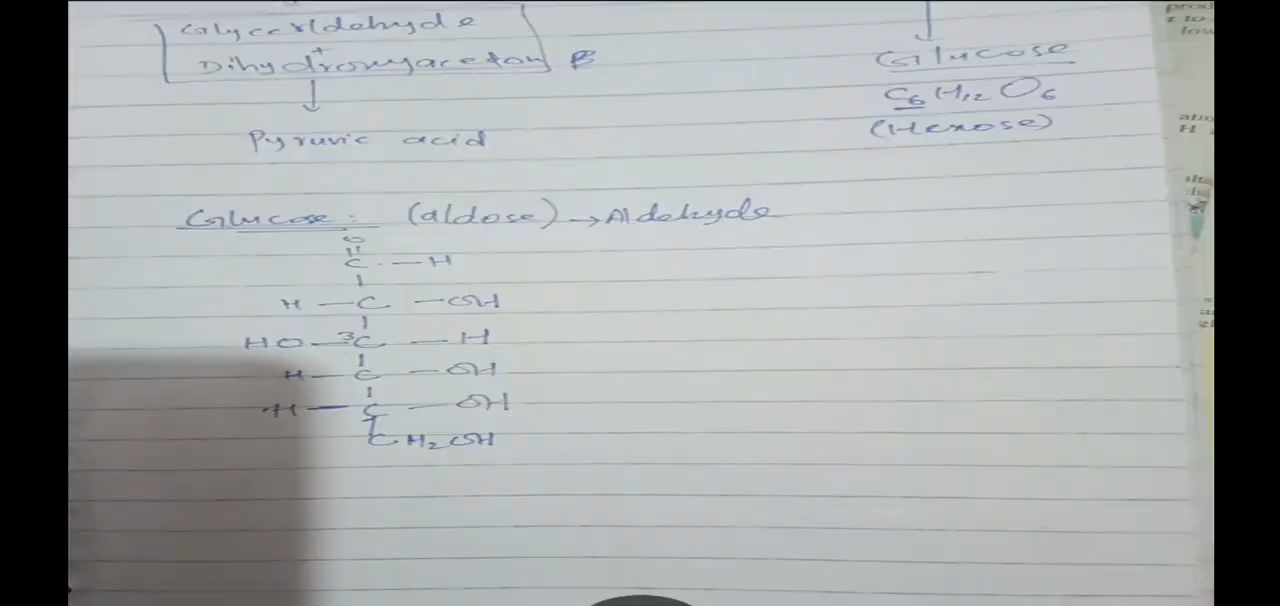 Glyceraldehyde
+
Dihydroxyacetone
Pyruvic acid
Glucose
C6H12O6
(Hexose)
Glucose: (aldose) → Aldehyde
O
||
C — H
|
H — C — OH
|
HO — 3C — H
|
H — C — OH
|
H — C — OH
|
CH2OH